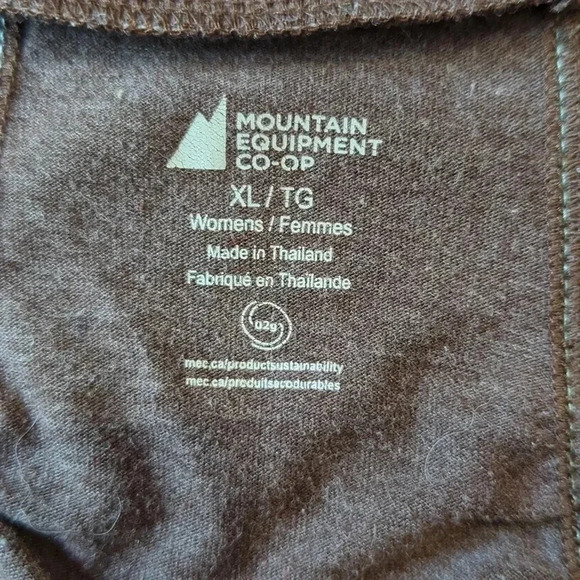 MOUNTAIN
EQUIPMENT
CO-OP
XL / TG
Womens / Femmes
Made in Thailand
Fabriqué en Thaïlande
02g
mec.ca/productsustainability
mec.ca/produitsecodurables